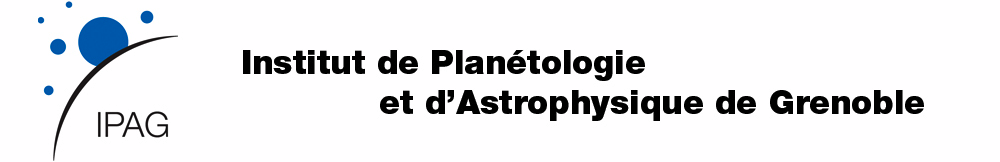 IPAG
Institut de Planétologie
et d’Astrophysique de Grenoble